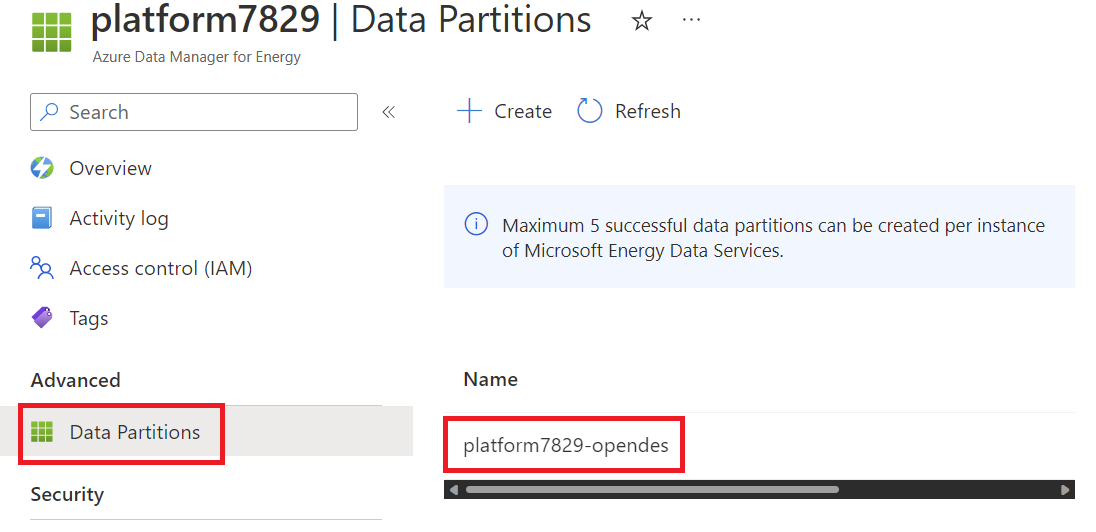 platform7829 | Data Partitions
Azure Data Manager for Energy
Search
Overview
Activity log
Access control (IAM)
Tags
Advanced
Data Partitions
Security
Create
Refresh
Maximum 5 successful data partitions can be created per instance
of Microsoft Energy Data Services.
Name
platform7829-opendes